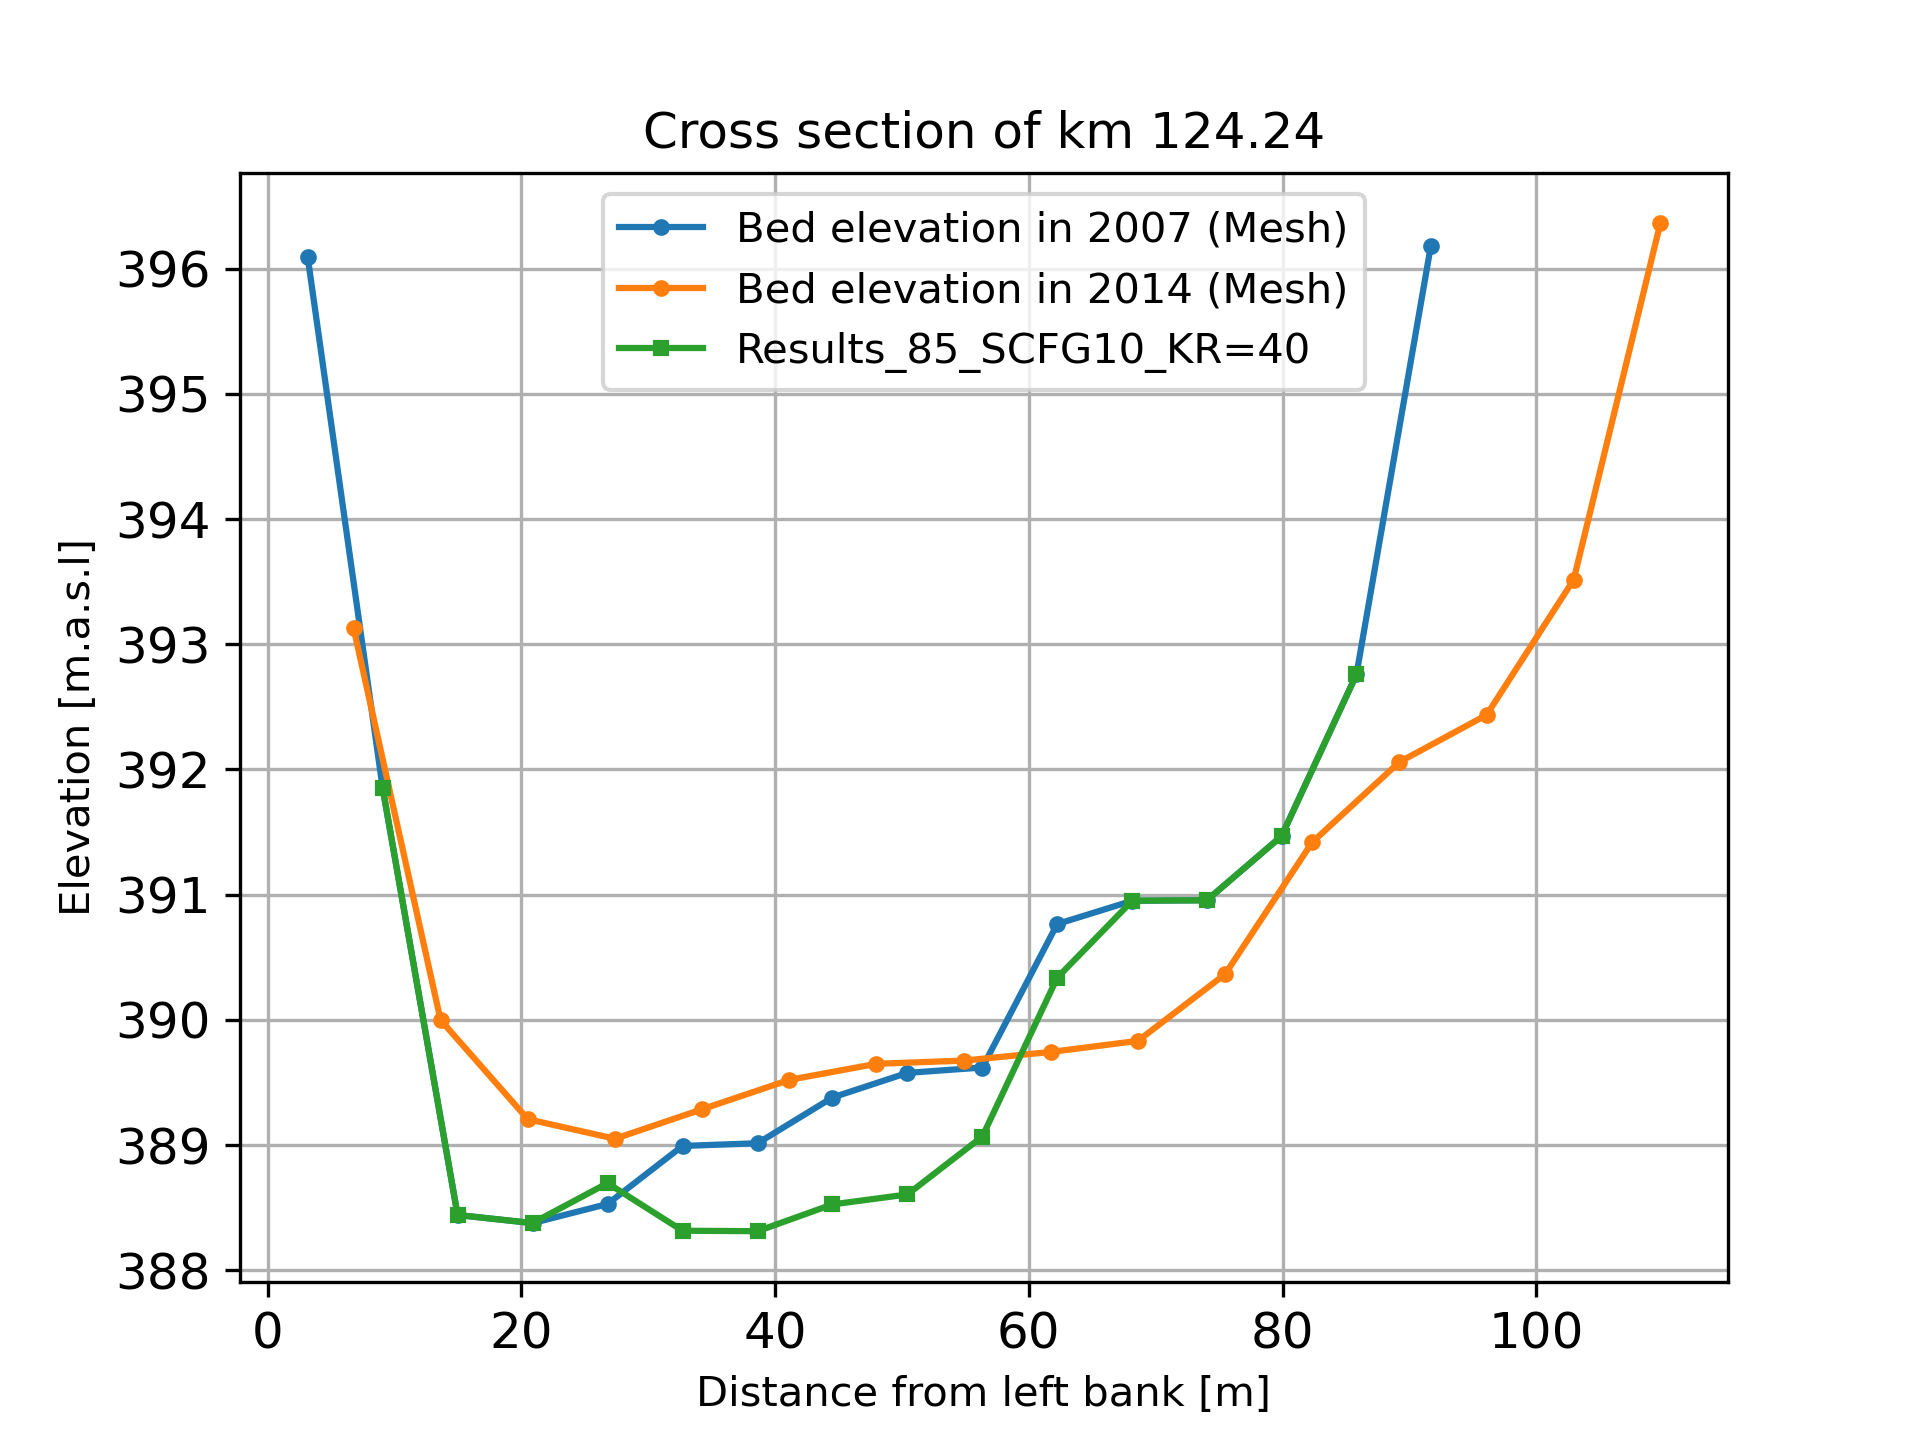 Cross section of km 124.24
Bed elevation in 2007 (Mesh)
Bed elevation in 2014 (Mesh)
Results_85_SCFG10_KR=40
396
395
394
393
392
391
390
389
388
Elevation [m.a.s.l]
0 20 40 60 80 100
Distance from left bank [m]